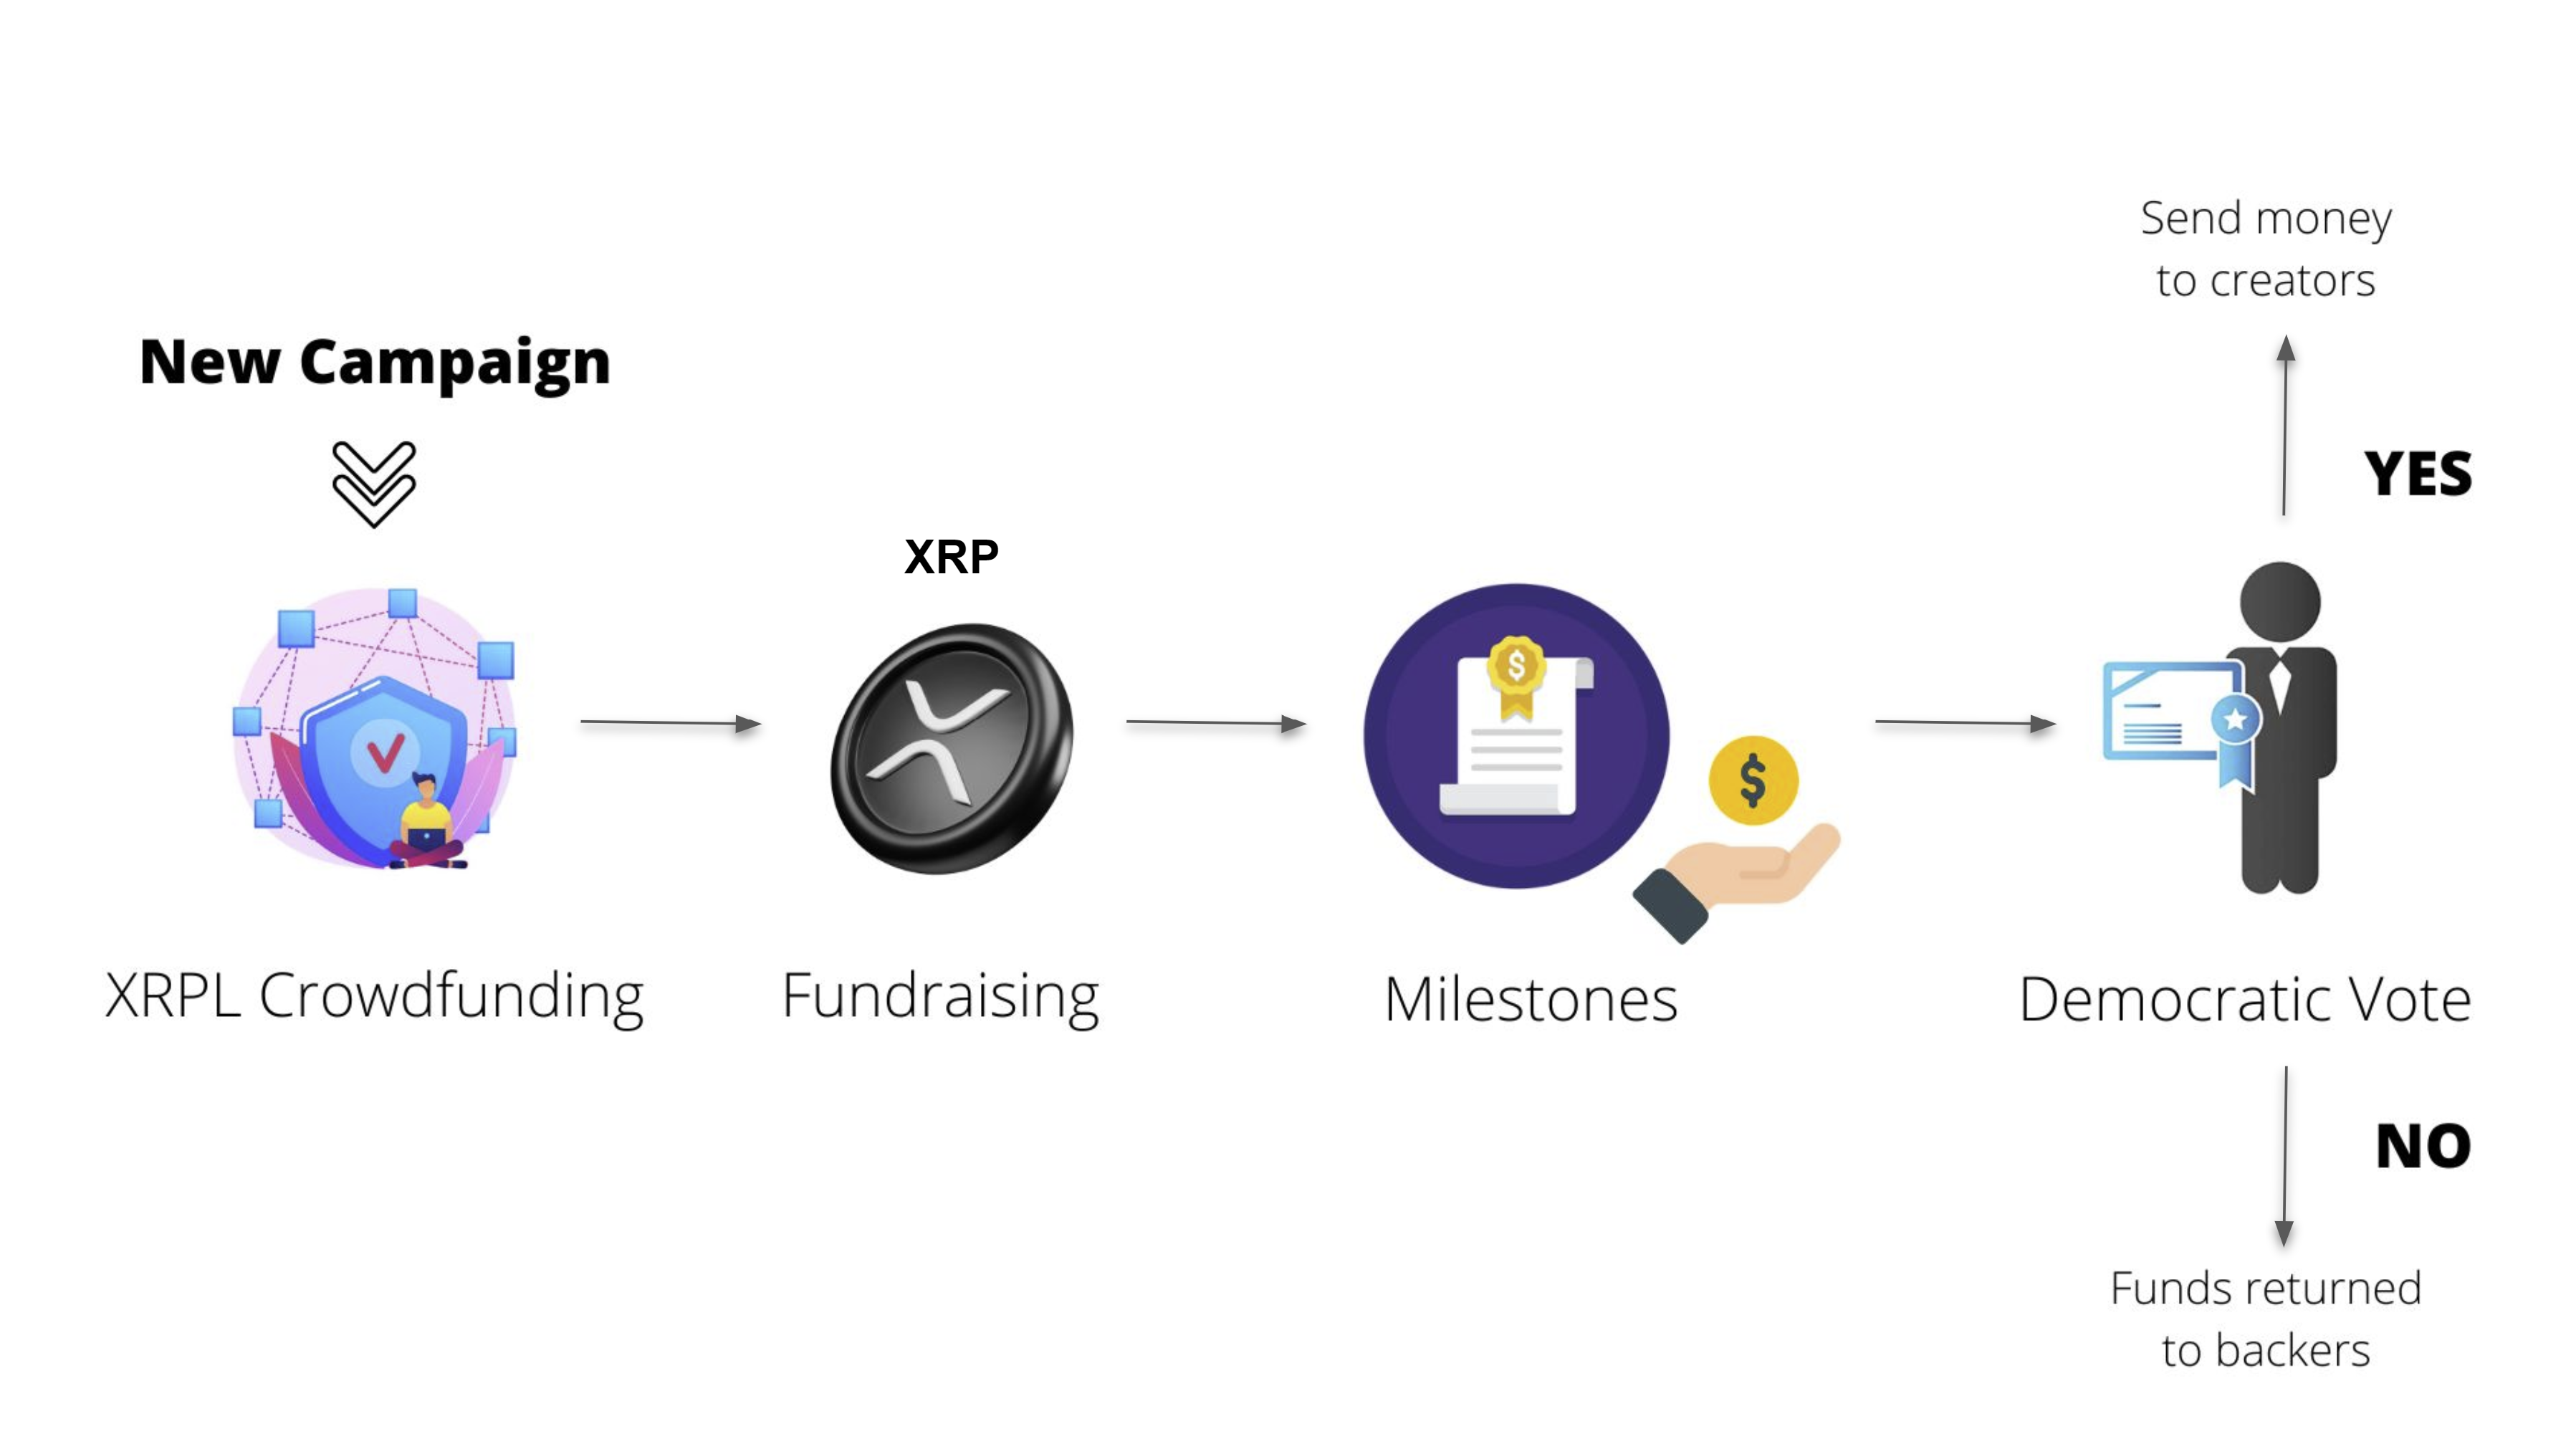 New Campaign
XRPL Crowdfunding
XRP
Fundraising
$
$
Milestones
Send money
to creators
YES
Democratic Vote
NO
Funds returned
to backers